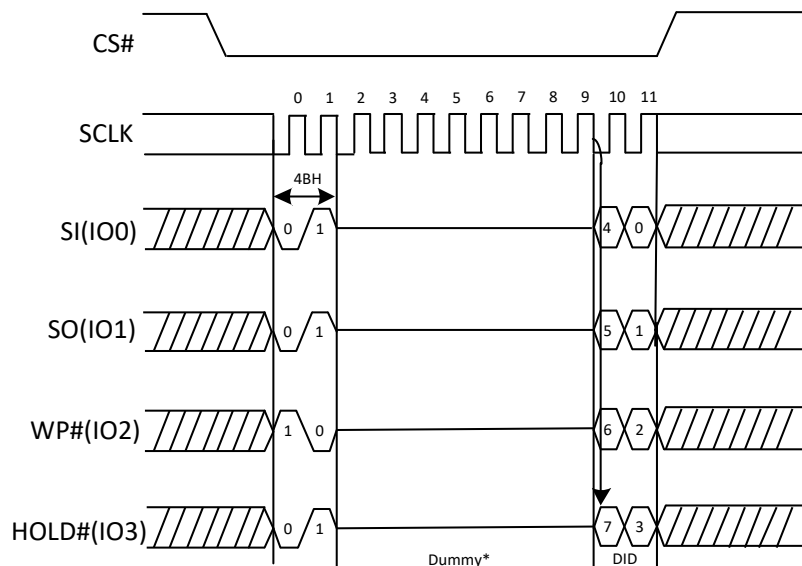 CS#
0 1 2 3 4 5 6 7 8 9 10 11
SCLK
4BH
SI(IO0) 0 1 4 0
SO(IO1) 0 1 5 1
WP#(IO2) 1 0 6 2
HOLD#(IO3) 0 1 7 3
Dummy* DID